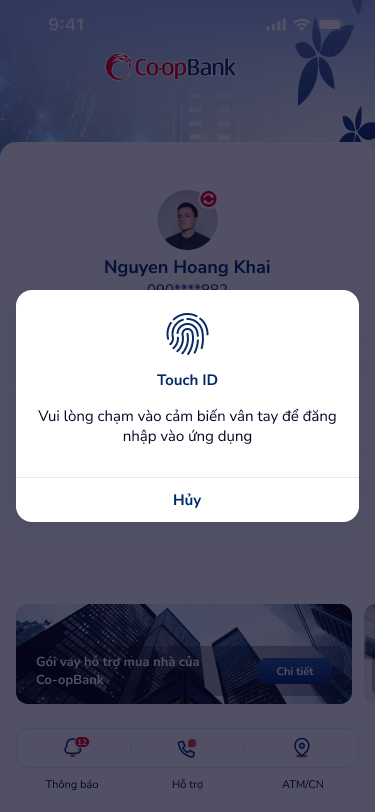 9:41
Co-opBank
Nguyen Hoang Khai
090****882
Touch ID
Vui lòng chạm vào cảm biến vân tay để đăng
nhập vào ứng dụng
Hủy
Gói vay hỗ trợ mua nhà của
Co-opBank
Chi tiết
12
Thông báo
Hỗ trợ
ATM/CN